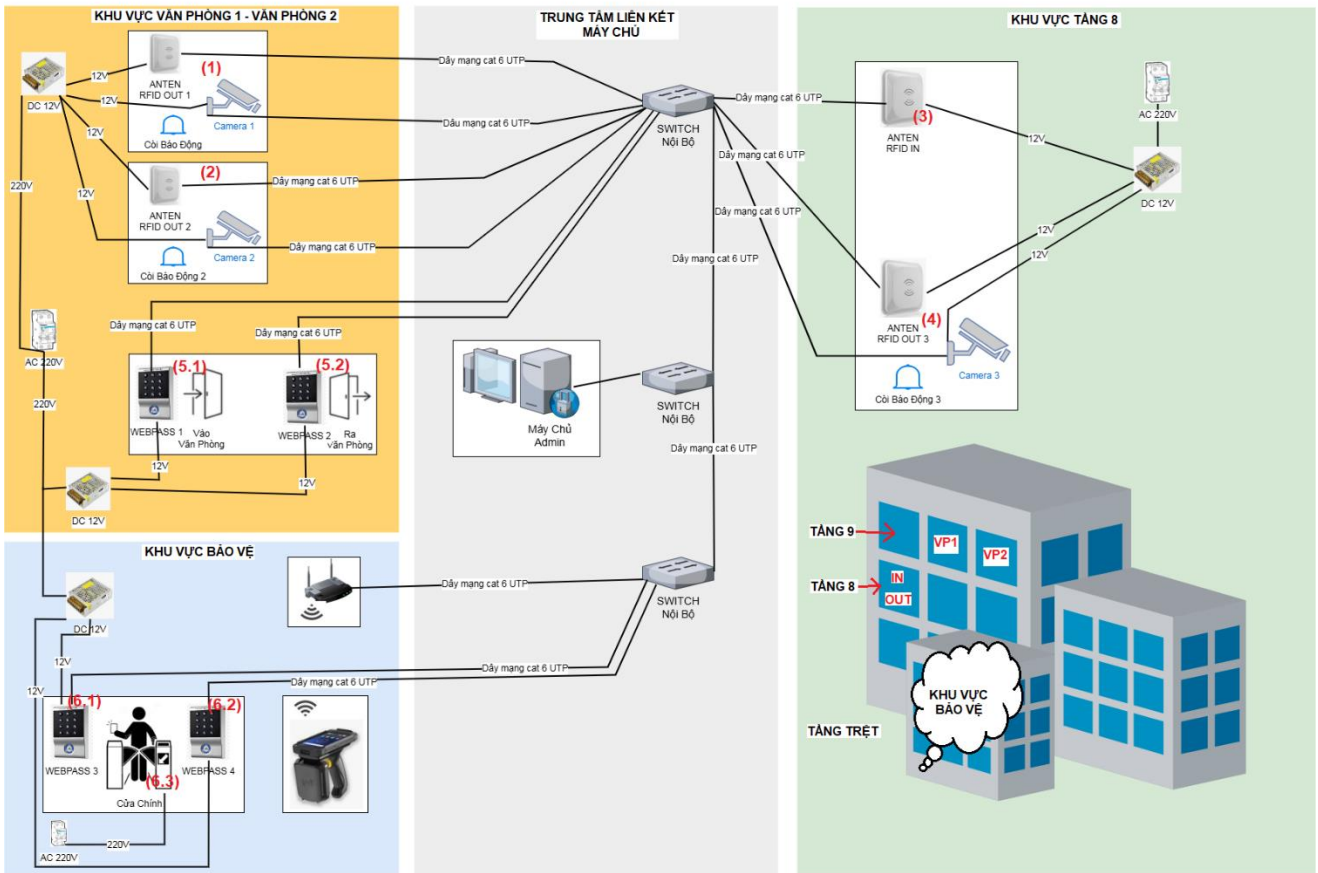 KHU VỰC VĂN PHÒNG 1 - VĂN PHÒNG 2
DC 12V
12V
12V
12V
12V
220V
(1)
ANTEN
RFID OUT 1
Camera 1
Còi Bảo Động
(2)
ANTEN
RFID OUT 2
Camera 2
Còi Bảo Động 2
AC 220V
220V
Dây mạng cat 6 UTP
Dây mạng cat 6 UTP
(5.1)
WEBPASS 1
Vào
Văn Phòng
(5.2)
WEBPASS 2
Ra
Văn Phòng
12V
12V
DC 12V
KHU VỰC BẢO VỆ
DC 12V
12V
12V
(6.1)
WEBPASS 3
(6.2)
WEBPASS 4
(6.3)
Cửa Chính
AC 220V
220V
TRUNG TÂM LIÊN KẾT
MÁY CHỦ
Dây mạng cat 6 UTP
Dâu mạng cat 6 UTP
Dây mạng cat 6 UTP
Dây mạng cat 6 UTP
SWITCH
Nội Bộ
Dây mạng cat 6 UTP
Máy Chủ
Admin
SWITCH
Nội Bộ
Dây mạng cat 6 UTP
SWITCH
Nội Bộ
Dây mạng cat 6 UTP
Dây mạng cat 6 UTP
Dây mạng cat 6 UTP
KHU VỰC TẦNG 8
Dây mạng cat 6 UTP
Dây mạng cat 6 UTP
Dây mạng cat 6 UTP
(3)
ANTEN
RFID IN
12V
AC 220V
DC 12V
12V
12V
(4)
ANTEN
RFID OUT 3
Camera 3
Còi Bảo Động 3
TẦNG 9
VP1
VP2
TẦNG 8
IN
OUT
KHU VỰC
BẢO VỆ
TẦNG TRỆT